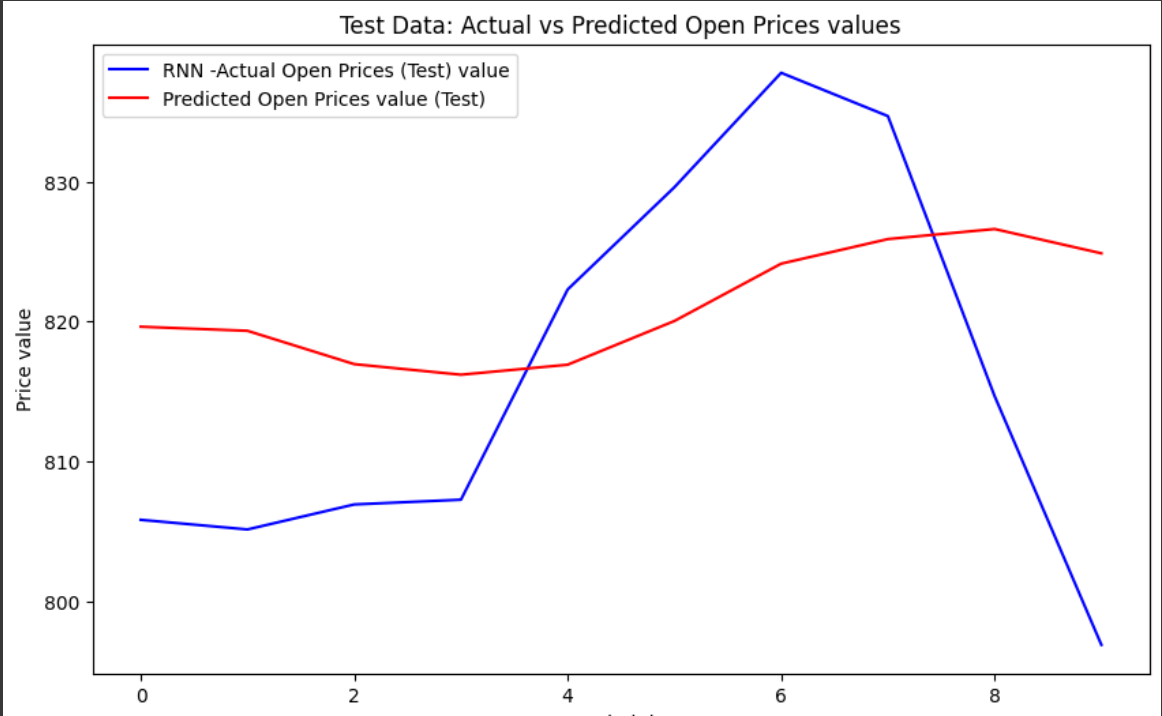 Test Data: Actual vs Predicted Open Prices values
RNN -Actual Open Prices (Test) value
Predicted Open Prices value (Test)
830
820
810
800
Price value
0 2 4 6 8